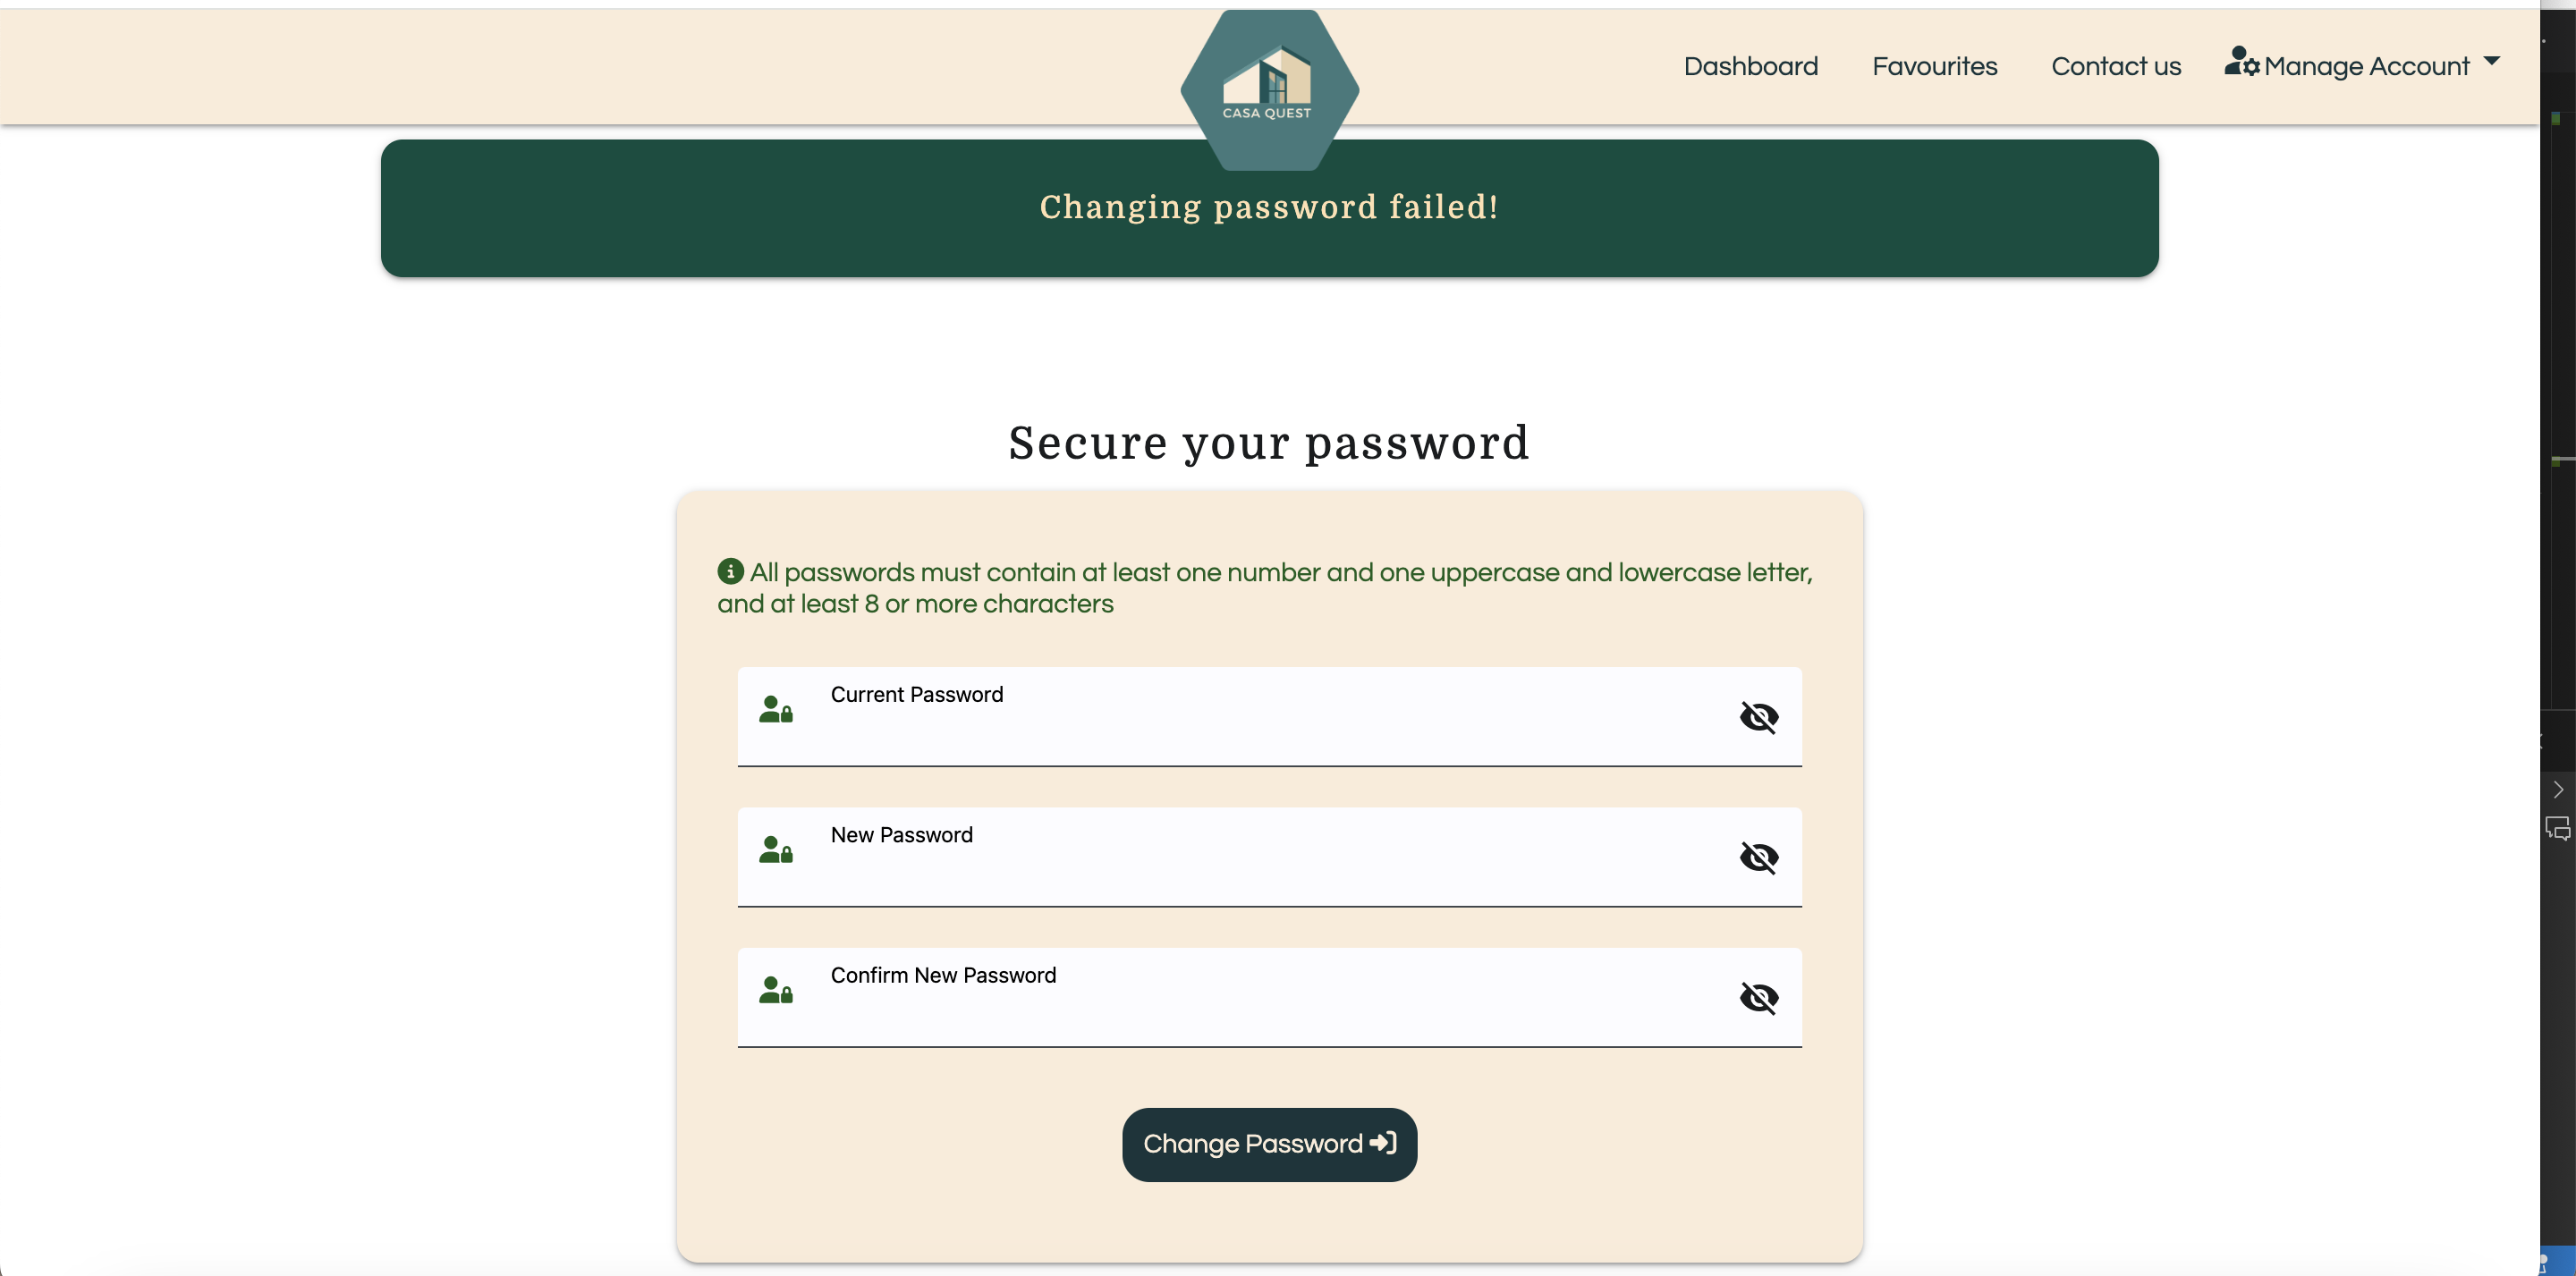 CASA QUEST
Dashboard
Favourites
Contact us
Manage Account
Changing password failed!
Secure your password
All passwords must contain at least one number and one uppercase and lowercase letter,
and at least 8 or more characters
Current Password
New Password
Confirm New Password
Change Password